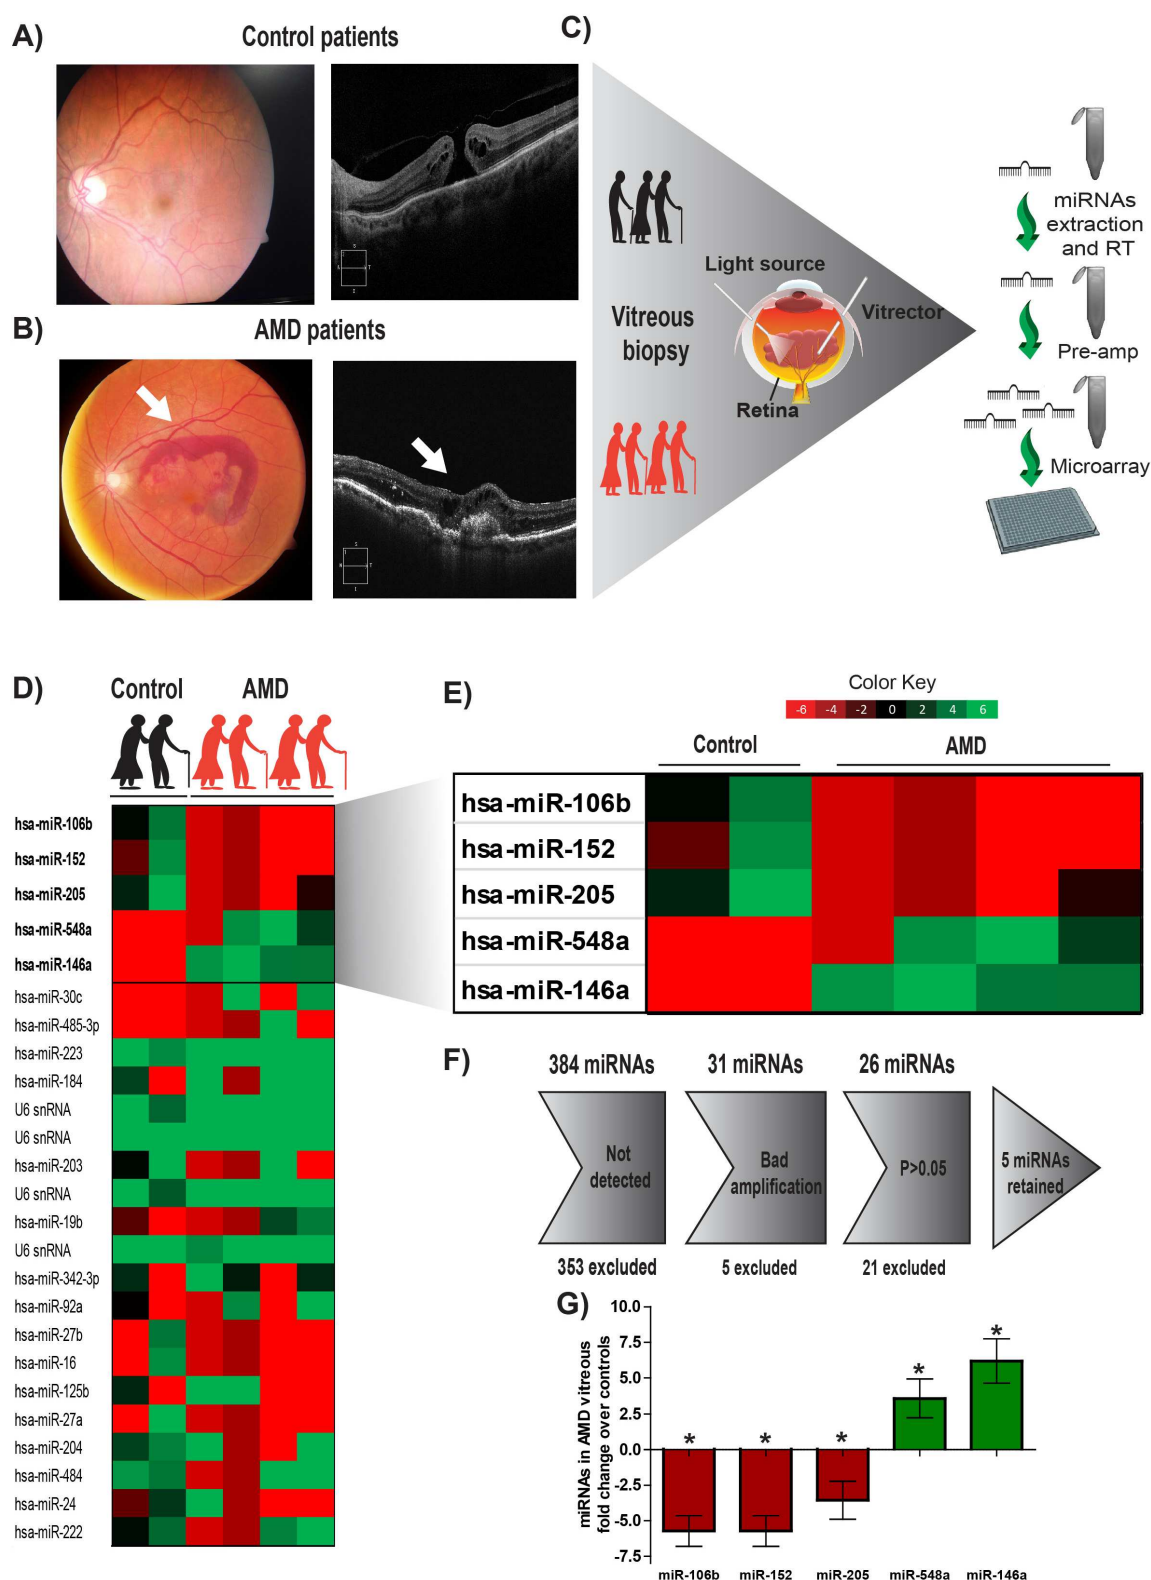 A)
Control patients
B)
AMD patients
C)
Vitreous
biopsy
Light source
Vitrector
Retina
miRNAs
extraction
and RT
Pre-amp
Microarray
D)
Control
AMD
hsa-miR-106b
hsa-miR-152
hsa-miR-205
hsa-miR-548a
hsa-miR-146a
hsa-miR-30c
hsa-miR-485-3p
hsa-miR-223
hsa-miR-184
U6 snRNA
U6 snRNA
hsa-miR-203
U6 snRNA
hsa-miR-19b
U6 snRNA
hsa-miR-342-3p
hsa-miR-92a
hsa-miR-27b
hsa-miR-16
hsa-miR-125b
hsa-miR-27a
hsa-miR-204
hsa-miR-484
hsa-miR-24
hsa-miR-222
E)
Color Key
-6 -4 -2 0 2 4 6
Control
AMD
hsa-miR-106b
hsa-miR-152
hsa-miR-205
hsa-miR-548a
hsa-miR-146a
F)
384 miRNAs
31 miRNAs
26 miRNAs
Not
detected
Bad
amplification
P>0.05
5 miRNAs
retained
353 excluded
5 excluded
21 excluded
G)
miRNAs in AMD vitreous
fold change over controls
10.0
7.5
5.0
2.5
0.0
-2.5
-5.0
-7.5
* * * * *
miR-106b miR-152 miR-205 miR-548a miR-146a